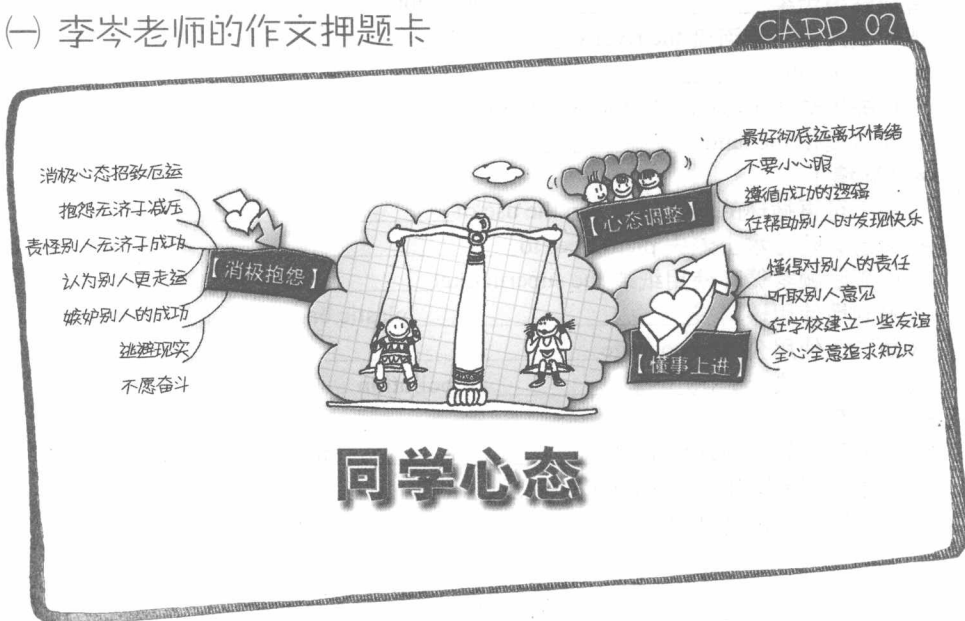 ㈠ 李岑老师的作文押题卡
CARD 02
消极心态招致厄运
抱怨无济于减压
责怪别人无济于成功
认为别人更走运
嫉妒别人的成功
逃避现实
不愿奋斗
【消极抱怨】
最好彻底远离坏情绪
不要小心眼
遵循成功的逻辑
在帮助别人时发现快乐
【心态调整】
懂得对别人的责任
听取别人意见
在学校建立一些友谊
全心全意追求知识
【懂事上进】
同学心态